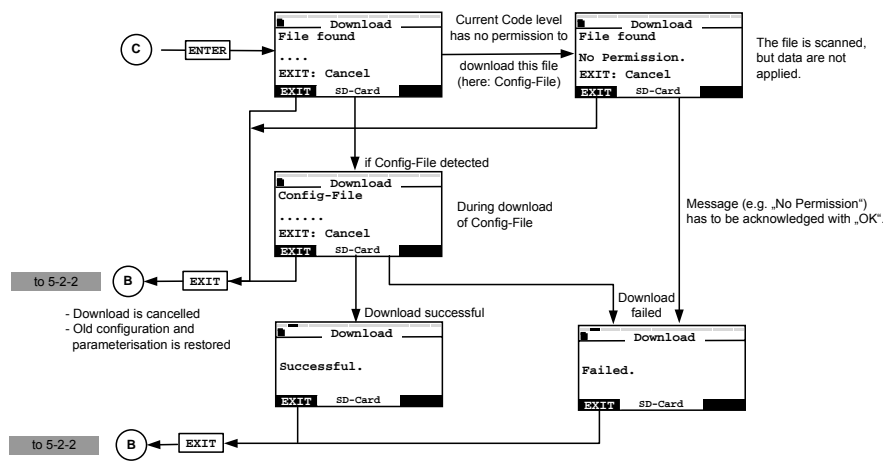 C
ENTER
Download
File found
....
EXIT: Cancel
EXIT SD-Card
Current Code level
has no permission to
download this file
(here: Config-File)
Download
File found
No Permission.
EXIT: Cancel
EXIT SD-Card
The file is scanned,
but data are not
applied.
if Config-File detected
Download
Config-File
......
EXIT: Cancel
EXIT SD-Card
During download
of Config-File
Message (e.g. „No Permission“)
has to be acknowledged with „OK“.
to 5-2-2
B
EXIT
- Download is cancelled
- Old configuration and
parameterisation is restored
Download successful
Download
failed
Download
Successful.
EXIT SD-Card
Download
Failed.
EXIT SD-Card
to 5-2-2
B
EXIT